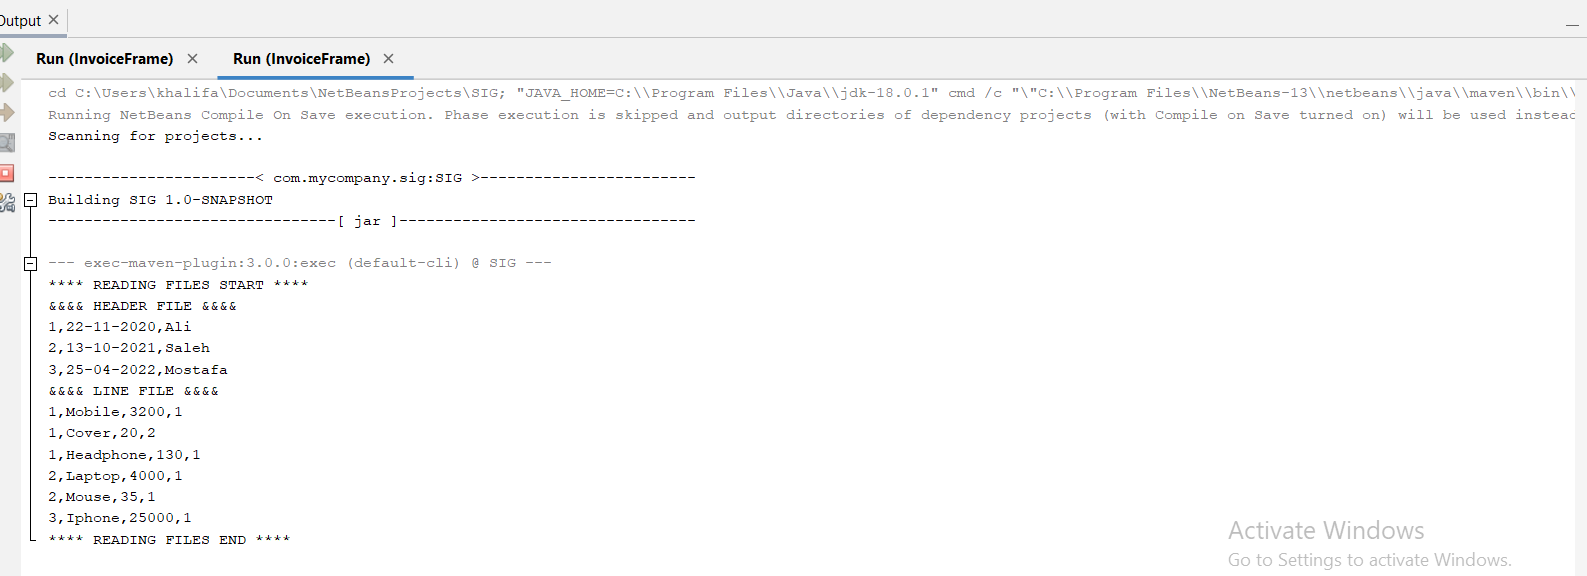 Output
Run (InvoiceFrame) Run (InvoiceFrame)
cd C:\Users\khalifa\Documents\NetBeansProjects\SIG; "JAVA_HOME=C:\\Program Files\\Java\\jdk-18.0.1" cmd /c "\"C:\\Program Files\\NetBeans-13\\netbeans\\java\\maven\\bin\\
Running NetBeans Compile On Save execution. Phase execution is skipped and output directories of dependency projects (with Compile on Save turned on) will be used instead
Scanning for projects...
-----------------------< com.mycompany.sig:SIG >------------------------
Building SIG 1.0-SNAPSHOT
--------------------------------[ jar ]---------------------------------
--- exec-maven-plugin:3.0.0:exec (default-cli) @ SIG ---
**** READING FILES START ****
&&&& HEADER FILE &&&&
1,22-11-2020,Ali
2,13-10-2021,Saleh
3,25-04-2022,Mostafa
&&&& LINE FILE &&&&
1,Mobile,3200,1
1,Cover,20,2
1,Headphone,130,1
2,Laptop,4000,1
2,Mouse,35,1
3,Iphone,25000,1
**** READING FILES END ****
Activate Windows
Go to Settings to activate Windows.